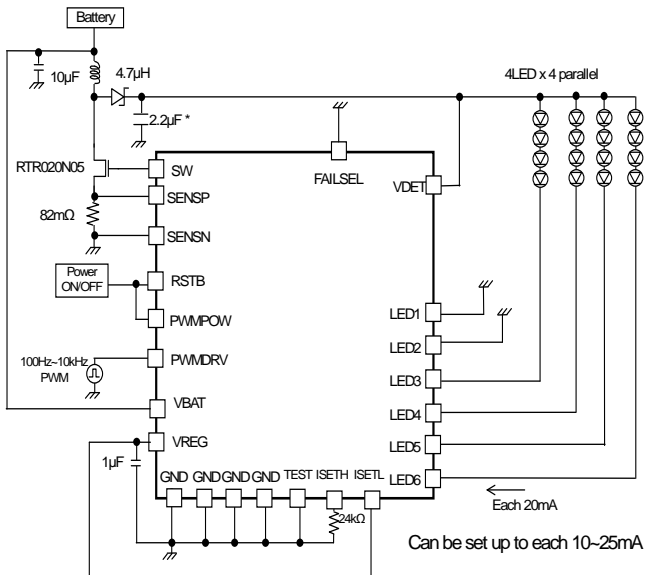 Battery
10µF
4.7µH
4LED x 4 parallel
2.2µF *
RTR020N05
SW
FAILSEL
SENSP
VDET
82mΩ
SENSN
Power
ON/OFF
RSTB
LED1
PWMPOW
LED2
100Hz~10kHz
PWM
PWMDRV
LED3
VBAT
LED4
VREG
LED5
1µF
GND GND GND GND TEST ISETH ISETL
LED6
24kΩ
Each 20mA
Can be set up to each 10~25mA